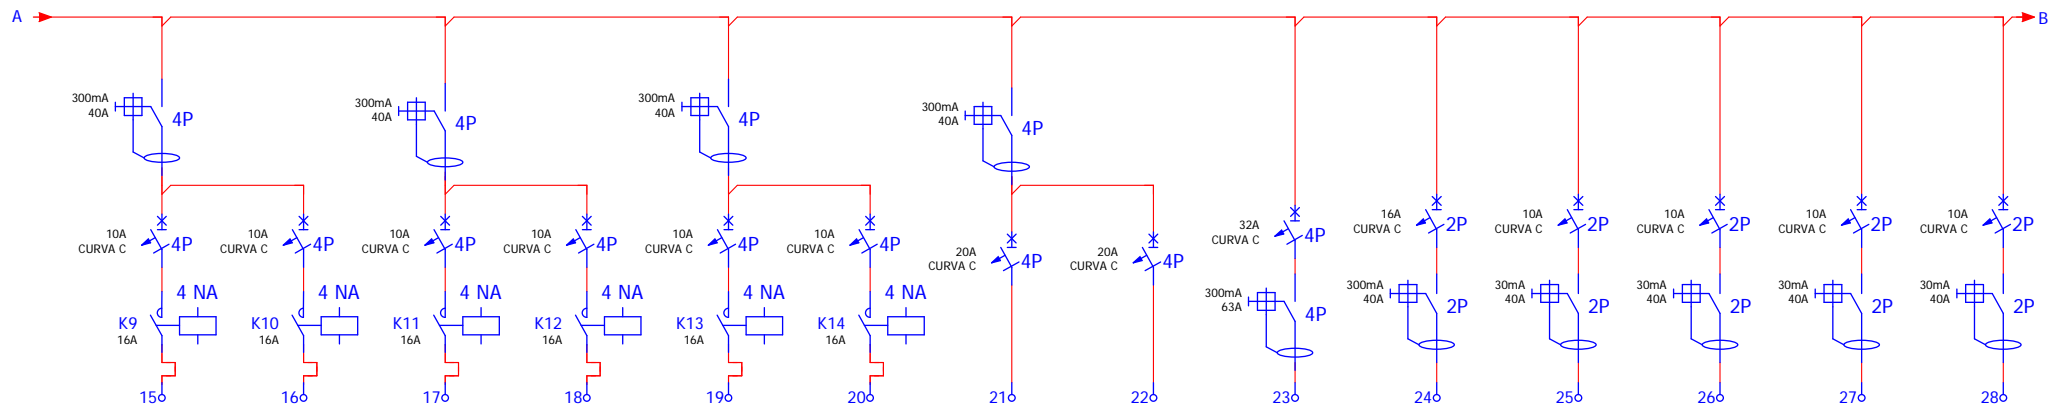 A
B
300mA
40A
4P
300mA
40A
4P
300mA
40A
4P
300mA
40A
4P
10A
CURVA C
4P
10A
CURVA C
4P
10A
CURVA C
4P
10A
CURVA C
4P
10A
CURVA C
4P
10A
CURVA C
4P
20A
CURVA C
4P
20A
CURVA C
4P
32A
CURVA C
4P
16A
CURVA C
2P
10A
CURVA C
2P
10A
CURVA C
2P
10A
CURVA C
2P
10A
CURVA C
2P
4 NA
K9
16A
4 NA
K10
16A
4 NA
K11
16A
4 NA
K12
16A
4 NA
K13
16A
4 NA
K14
16A
300mA
63A
4P
300mA
40A
2P
30mA
40A
2P
30mA
40A
2P
30mA
40A
2P
30mA
40A
2P
15
16
17
18
19
20
21
22
23
24
25
26
27
28